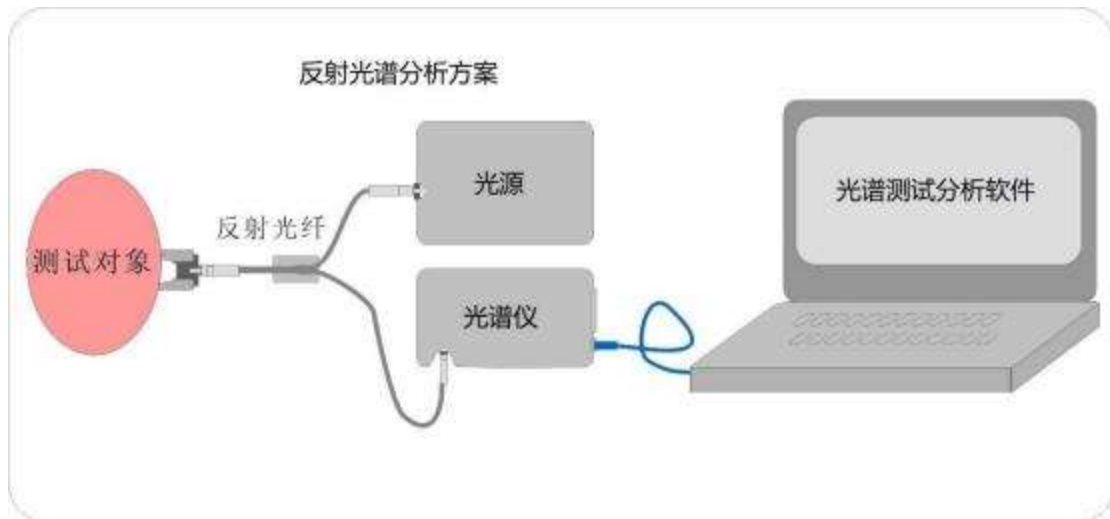 反射光谱分析方案
光源
光谱测试分析软件
反射光纤
测试对象
光谱仪